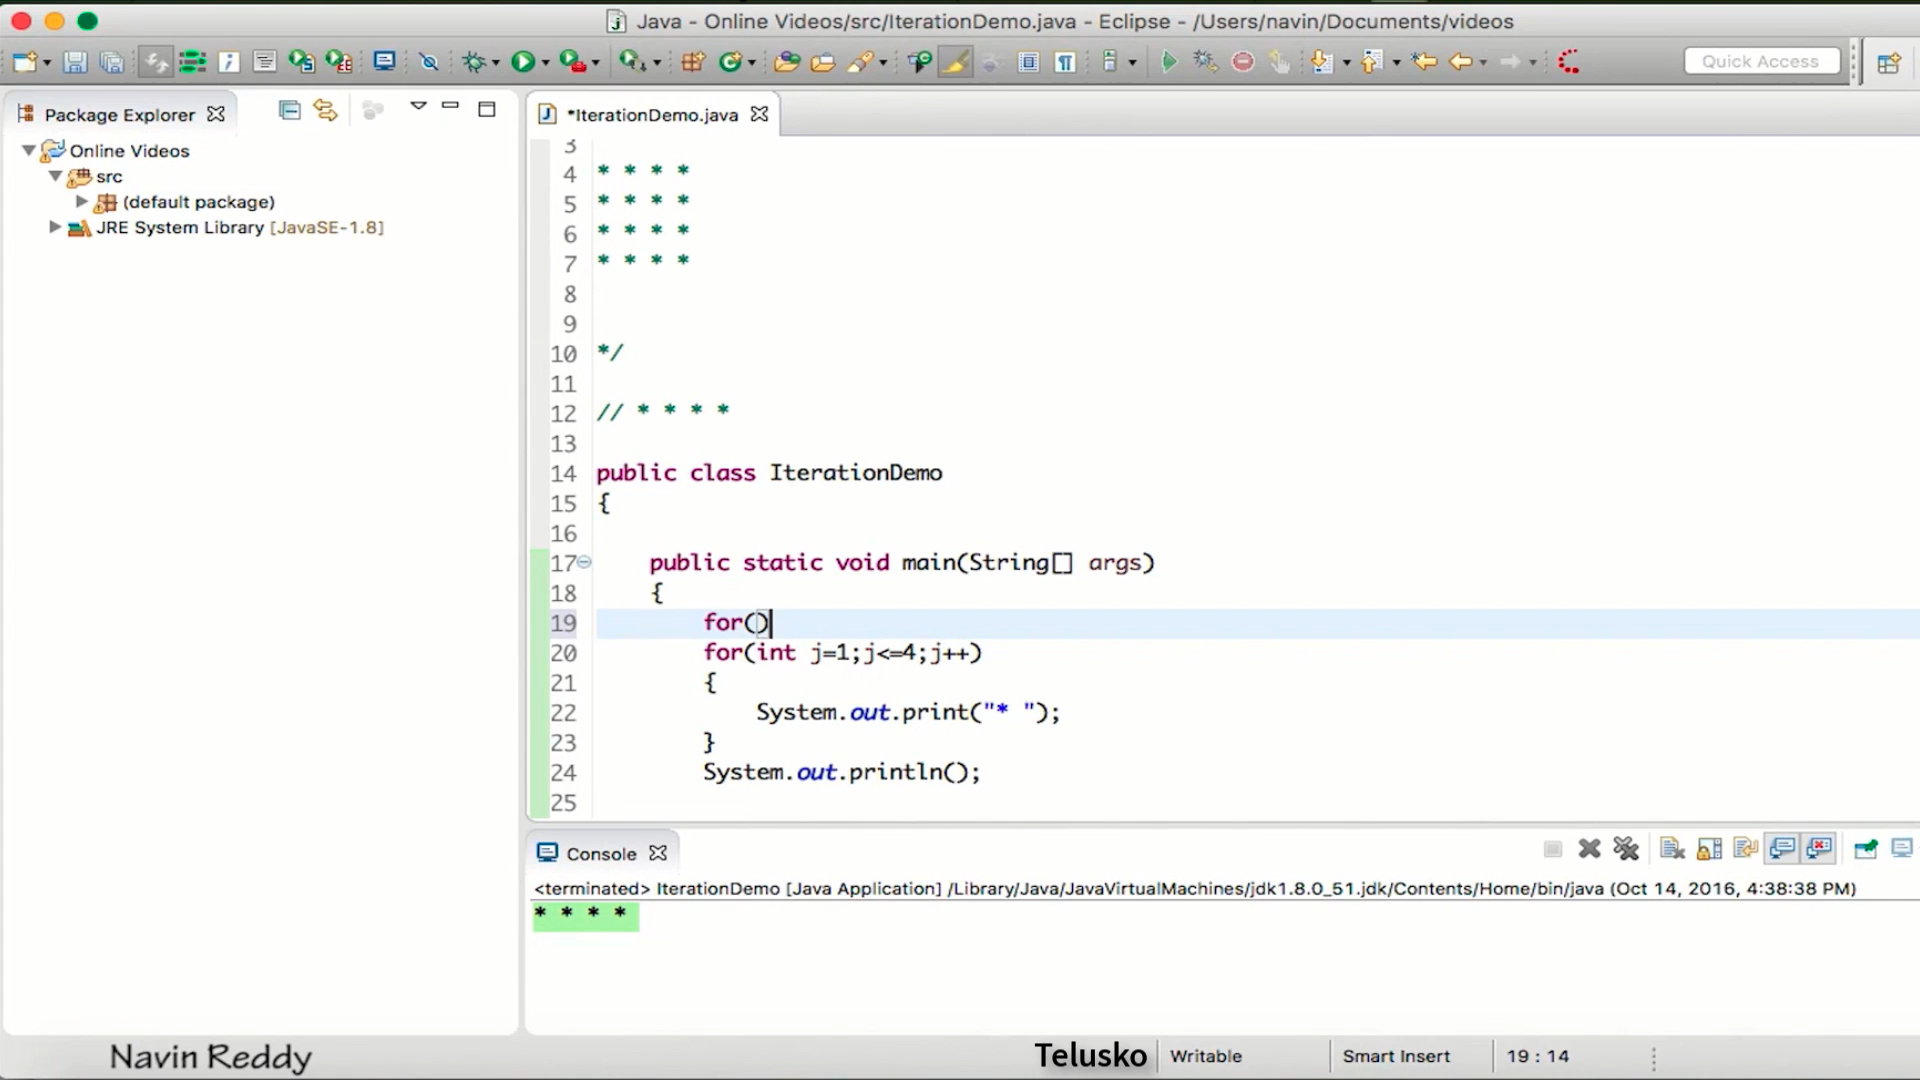 Java - Online Videos/src/IterationDemo.java - Eclipse - /Users/navin/Documents/videos
Quick Access
Package Explorer
Online Videos
src
(default package)
JRE System Library [JavaSE-1.8]
*IterationDemo.java
3
4 * * * *
5 * * * *
6 * * * *
7 * * * *
8
9
10 */
11
12 // * * * *
13
14 public class IterationDemo
15 {
16
17 public static void main(String[] args)
18 {
19 for()
20 for(int j=1;j<=4;j++)
21 {
22 System.out.print("* ");
23 }
24 System.out.println();
25
Console
<terminated> IterationDemo [Java Application] /Library/Java/JavaVirtualMachines/jdk1.8.0_51.jdk/Contents/Home/bin/java (Oct 14, 2016, 4:38:38 PM)
* * * *
Navin Reddy
Telusko
Writable
Smart Insert
19 : 14